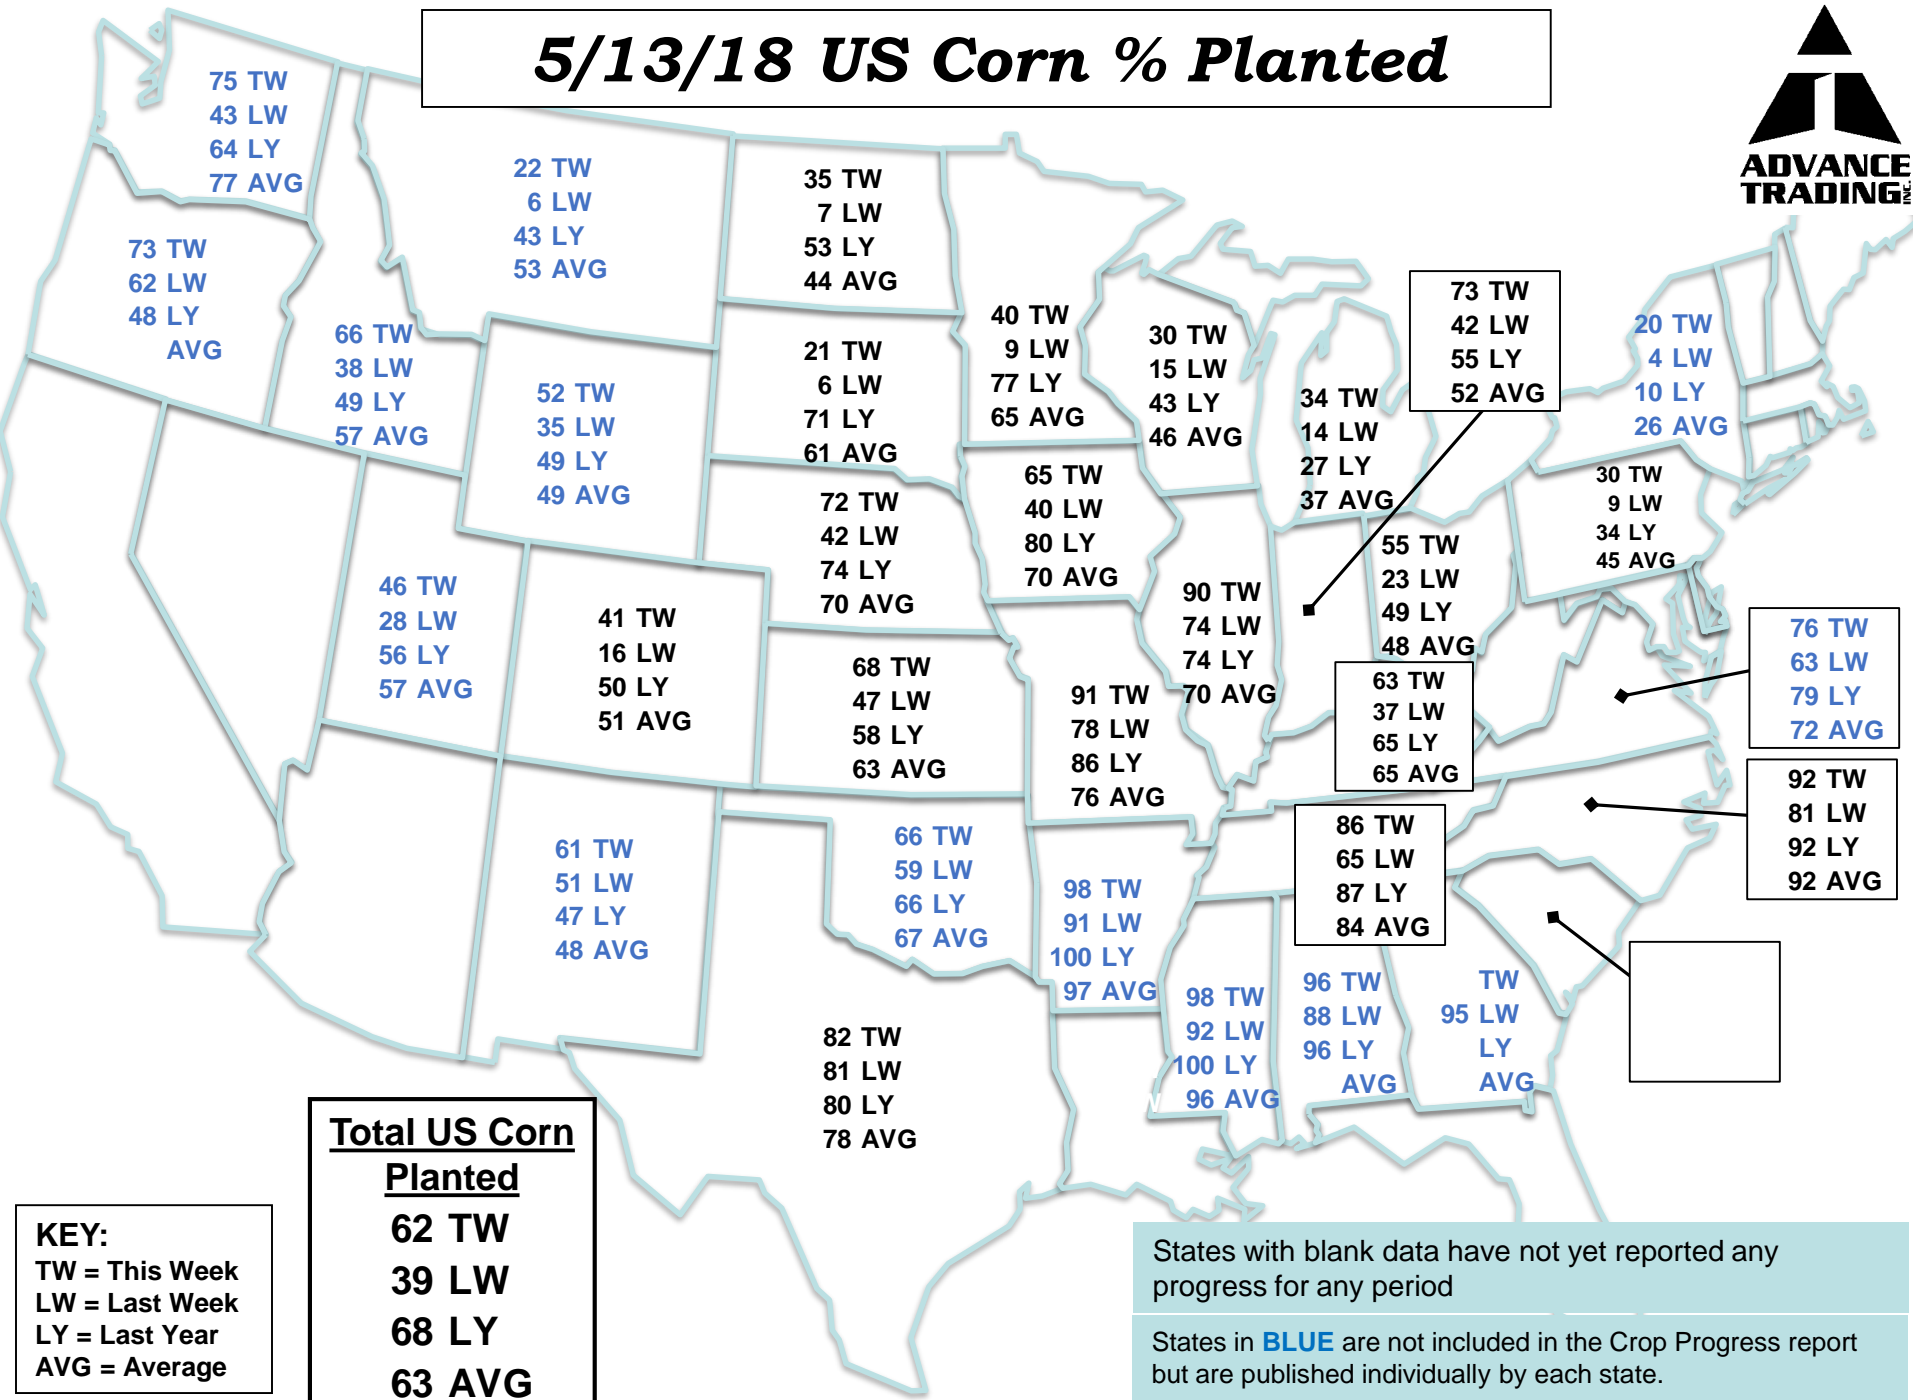 5/13/18 US Corn % Planted
ADVANCE
TRADING INC.
75 TW
43 LW
64 LY
77 AVG
73 TW
62 LW
48 LY
AVG
66 TW
38 LW
49 LY
57 AVG
22 TW
6 LW
43 LY
53 AVG
52 TW
35 LW
49 LY
49 AVG
46 TW
28 LW
56 LY
57 AVG
41 TW
16 LW
50 LY
51 AVG
61 TW
51 LW
47 LY
48 AVG
35 TW
7 LW
53 LY
44 AVG
21 TW
6 LW
71 LY
61 AVG
72 TW
42 LW
74 LY
70 AVG
68 TW
47 LW
58 LY
63 AVG
66 TW
59 LW
66 LY
67 AVG
82 TW
81 LW
80 LY
78 AVG
40 TW
9 LW
77 LY
65 AVG
65 TW
40 LW
80 LY
70 AVG
91 TW
78 LW
86 LY
76 AVG
98 TW
91 LW
100 LY
97 AVG
30 TW
15 LW
43 LY
46 AVG
90 TW
74 LW
74 LY
70 AVG
34 TW
14 LW
27 LY
37 AVG
73 TW
42 LW
55 LY
52 AVG
55 TW
23 LW
49 LY
48 AVG
63 TW
37 LW
65 LY
65 AVG
86 TW
65 LW
87 LY
84 AVG
98 TW
92 LW
100 LY
96 AVG
96 TW
88 LW
96 LY
AVG
TW
95 LW
LY
AVG
20 TW
4 LW
10 LY
26 AVG
30 TW
9 LW
34 LY
45 AVG
76 TW
63 LW
79 LY
72 AVG
92 TW
81 LW
92 LY
92 AVG
Total US Corn
Planted
62 TW
39 LW
68 LY
63 AVG
KEY:
TW = This Week
LW = Last Week
LY = Last Year
AVG = Average
States with blank data have not yet reported any
progress for any period
States in BLUE are not included in the Crop Progress report
but are published individually by each state.